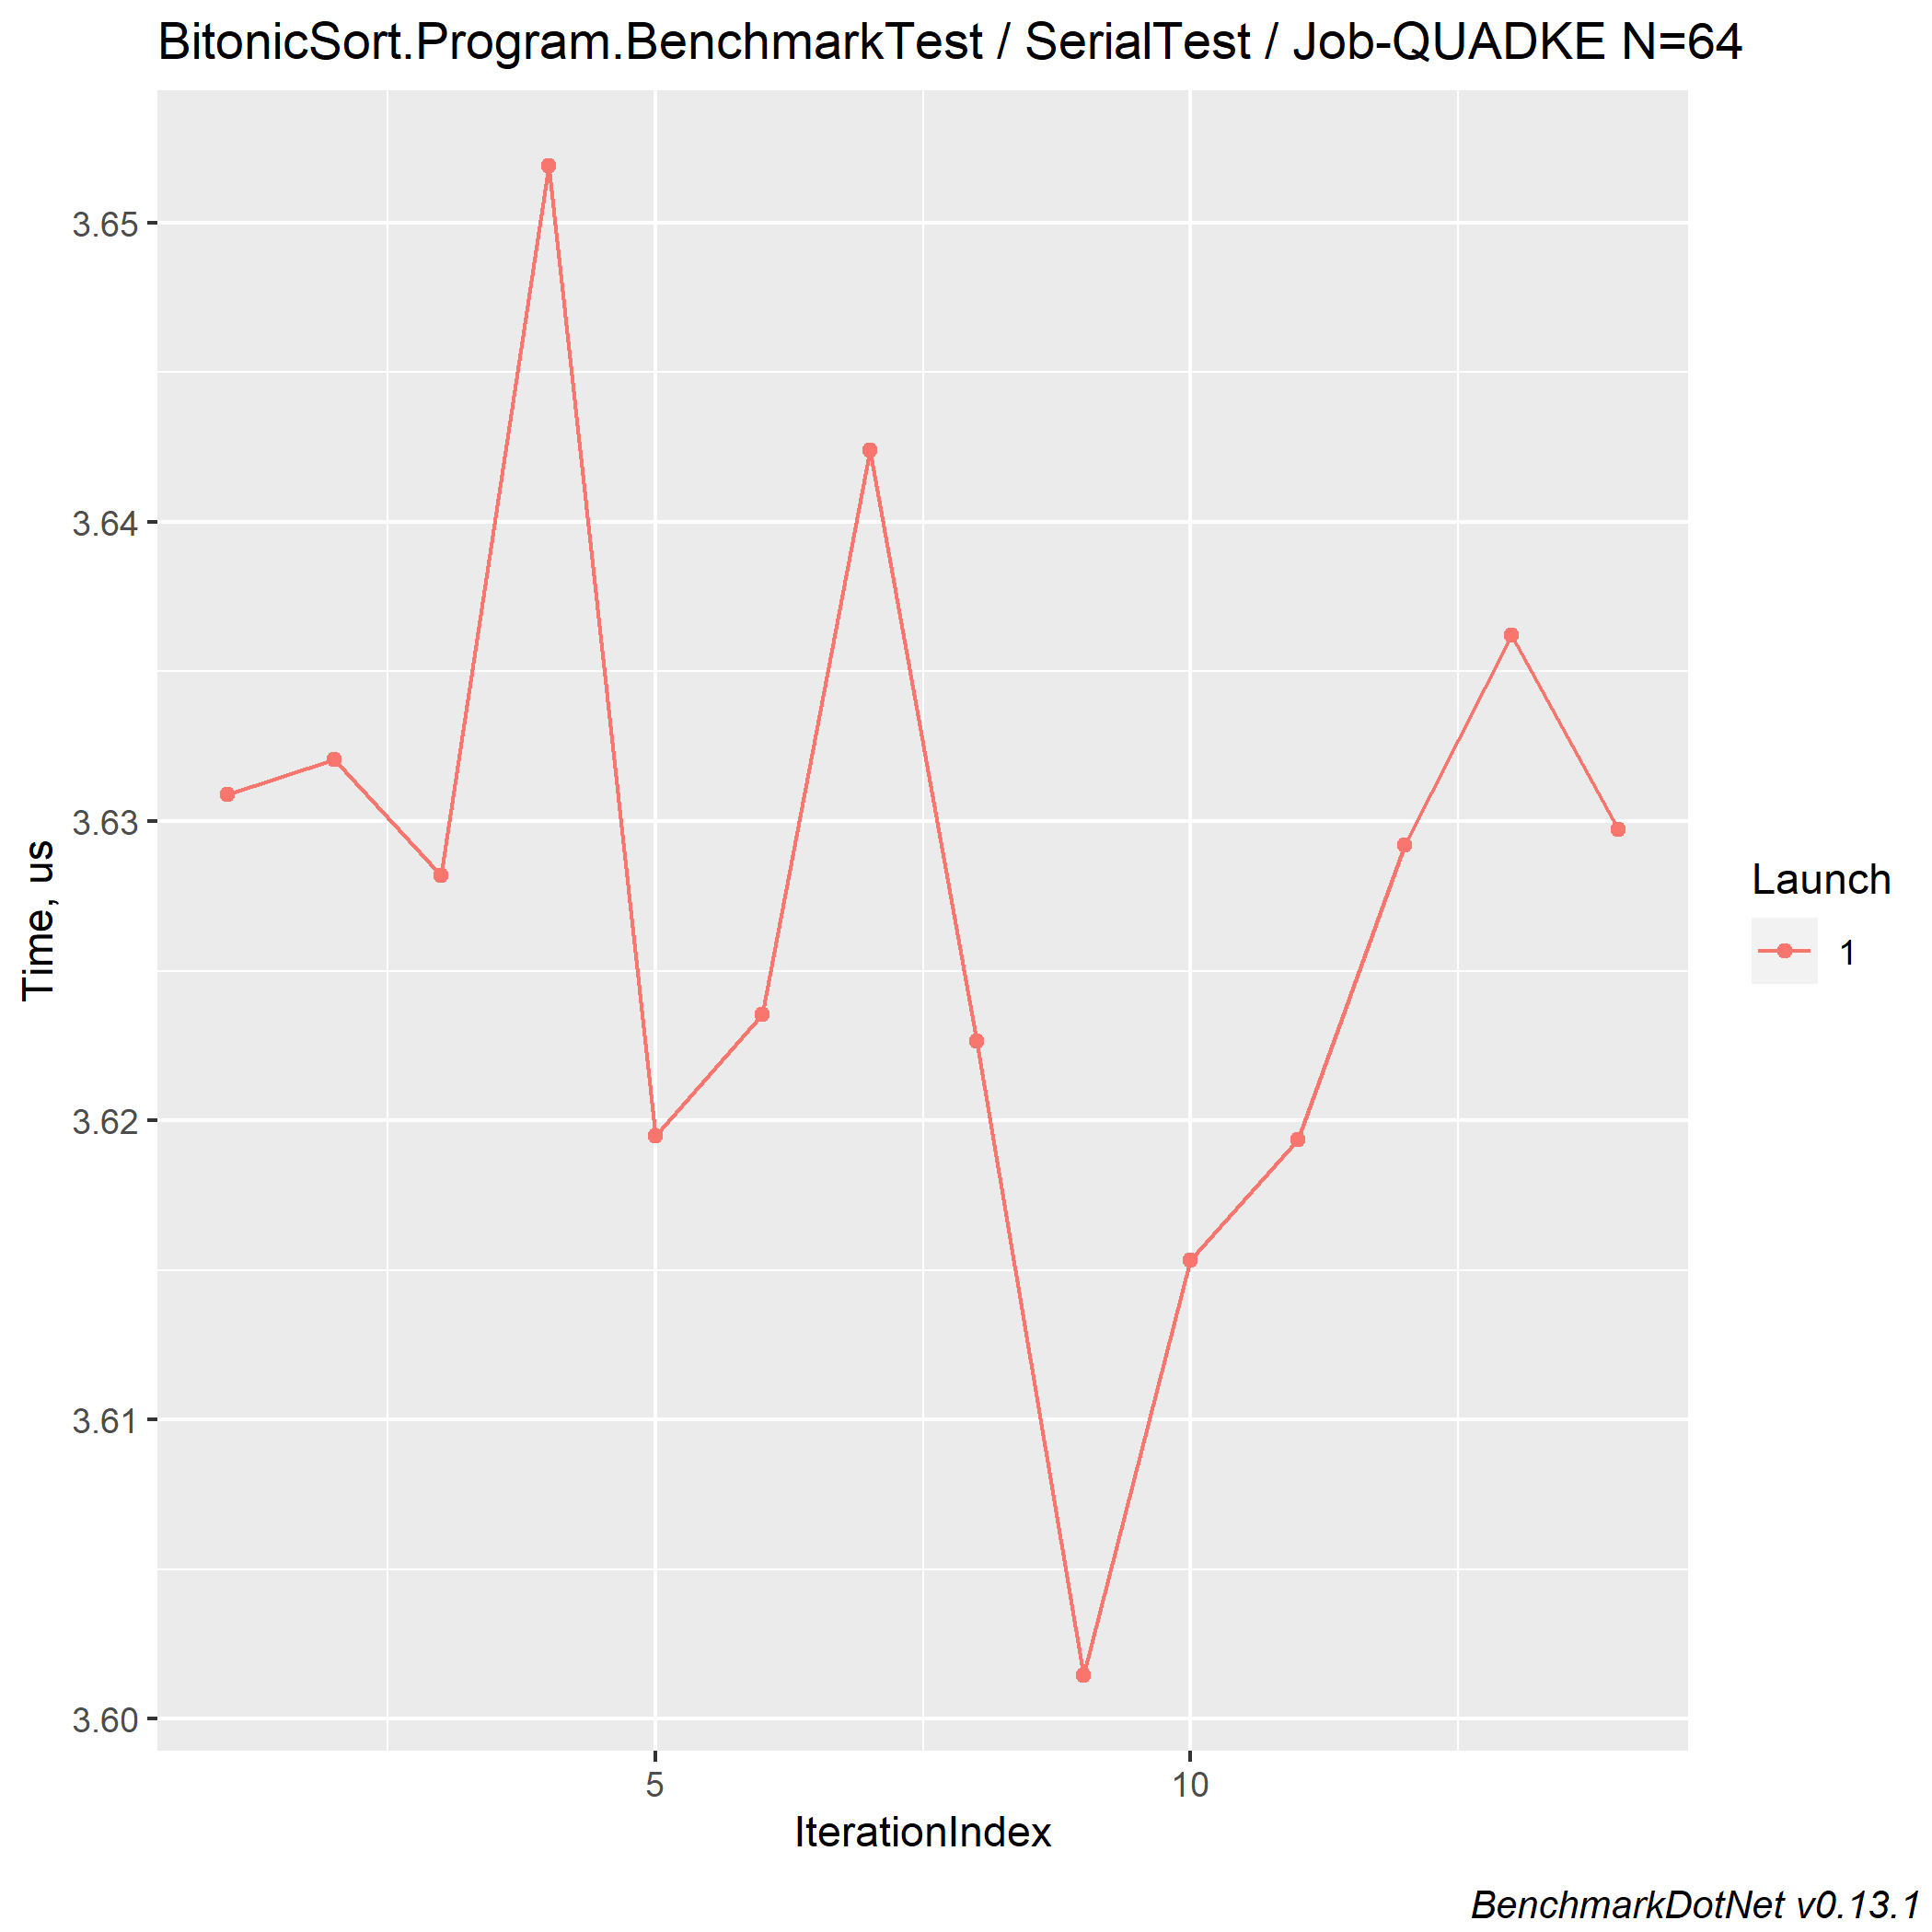 BitonicSort.Program.BenchmarkTest / SerialTest / Job-QUADKE N=64
3.65
3.64
3.63
3.62
3.61
3.60
Time, us
5
10
IterationIndex
Launch
1
BenchmarkDotNet v0.13.1